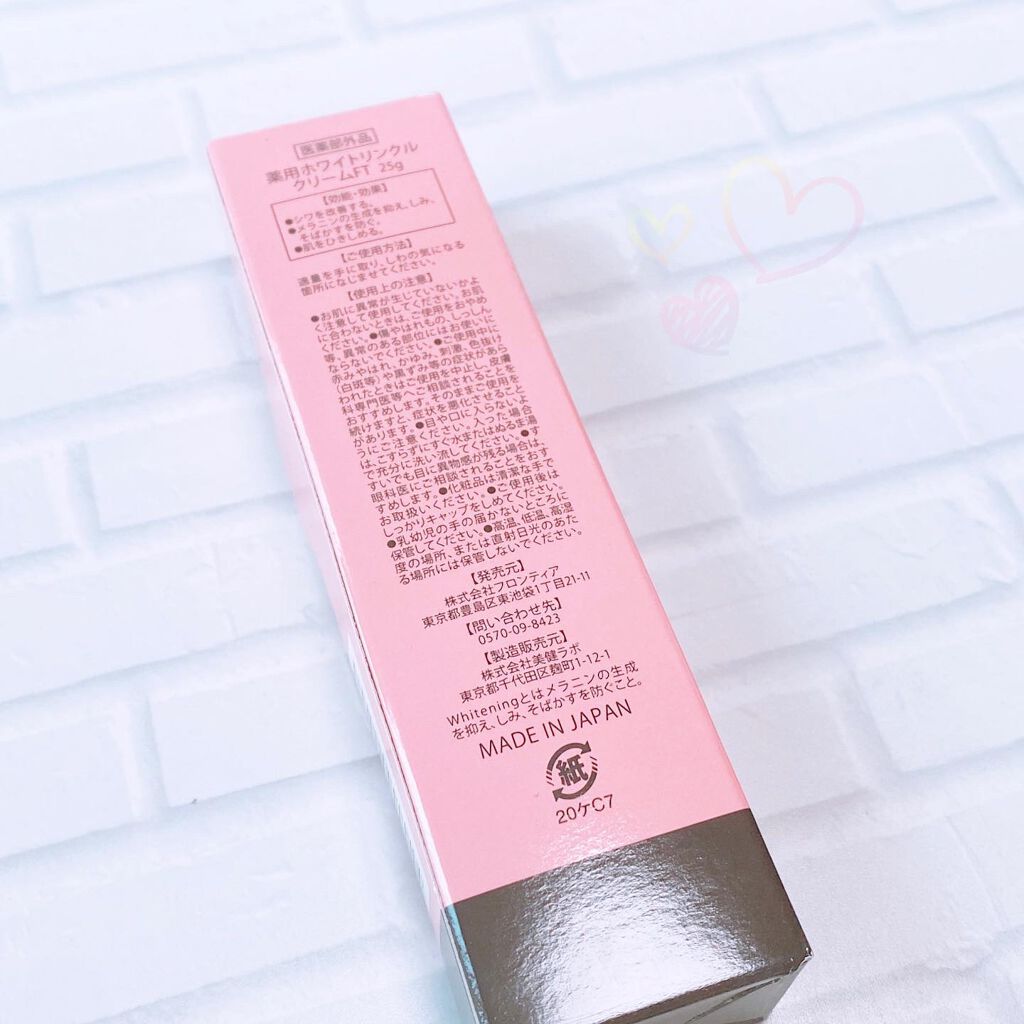 医薬部外品
薬用ホワイトリンクル
クリームFT 25g
【効能・効果】
●シワを改善する。
●メラニンの生成を抑え、しみ、
そばかすを防ぐ。
●肌をひきしめる。
【ご使用方法】
適量を手に取り、しわの気になる
箇所になじませてください。
【使用上の注意】
●お肌に異常が生じていないかよ
く注意して使用してください。お肌
に合わないときは、ご使用をおやめ
ください。●傷やはれもの、しっしん
等、異常のある部位にはお使いに
ならないでください。●ご使用中に
赤みやはれ、かゆみ、刺激、色抜け
（白斑等）や黒ずみ等の症状があら
われたときはご使用を中止し、皮膚
科専門医等へご相談されることを
おすすめします。そのままご使用を
続けますと、症状を悪化させること
があります。●目や口に入らないよ
うにご注意ください。入った場合
は、こすらずにすぐ水またはぬるま湯
で充分に洗い流してください。●す
すいでも目に異物感が残る場合は、
眼科医にご相談されることをおす
すめします。●化粧品は清潔な手で
お取扱いください。●ご使用後は
しっかりキャップをしめてください。
●乳幼児の手の届かないところに
保管してください。●高温、低温、高湿
度の場所、または直射日光のあた
る場所には保管しないでください。
【発売元】
株式会社フロンティア
東京都豊島区東池袋1丁目21-11
【問い合わせ先】
0570-09-8423
【製造販売元】
株式会社美健ラボ
東京都千代田区麹町1-12-1
Whiteningとはメラニンの生成
を抑え、しみ、そばかすを防ぐこと。
MADE IN JAPAN
紙
20ケC7